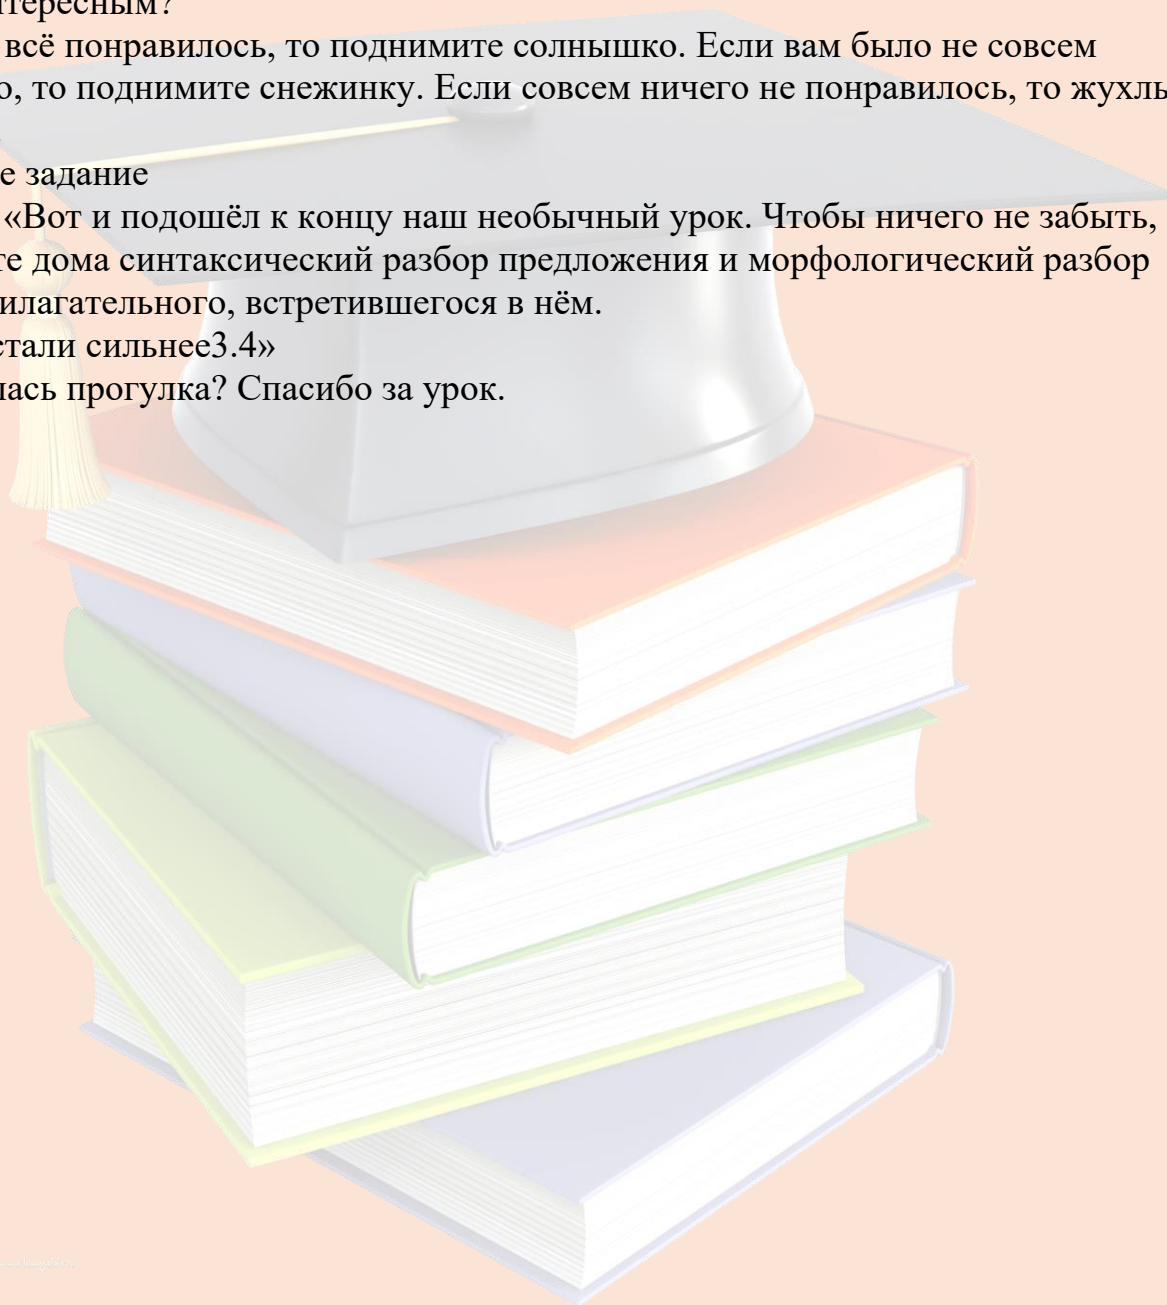 нтересным?
всё понравилось, то поднимите солнышко. Если вам было не совсем
о, то поднимите снежинку. Если совсем ничего не понравилось, то жухль
е задание
«Вот и подошёл к концу наш необычный урок. Чтобы ничего не забыть,
те дома синтаксический разбор предложения и морфологический разбор
илагательного, встретившегося в нём.
стали сильнее3.4»
лась прогулка? Спасибо за урок.